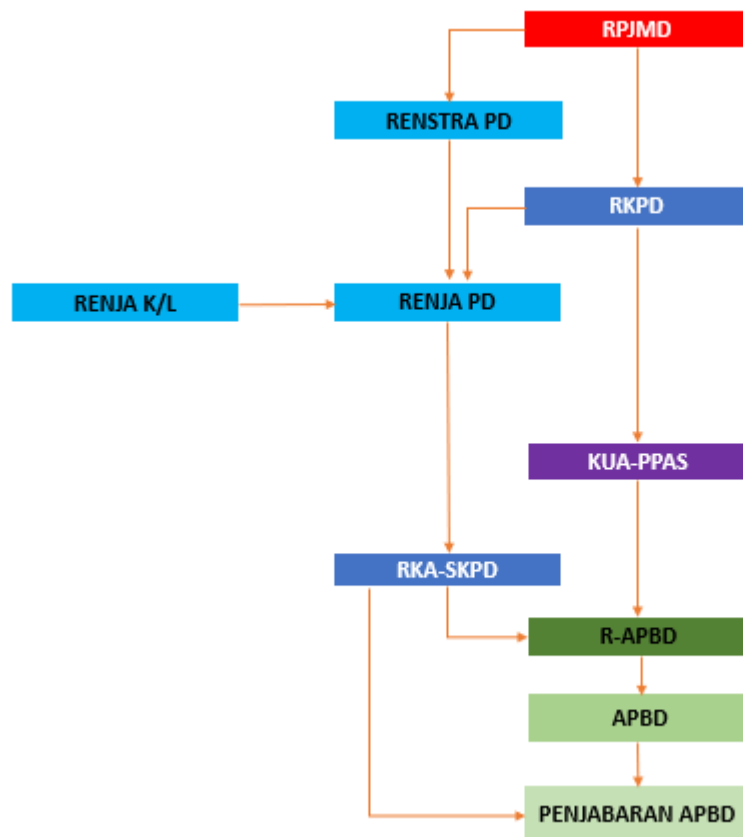 RPJMD
RENSTRA PD
RKPD
RENJA K/L
RENJA PD
KUA-PPAS
RKA-SKPD
R-APBD
APBD
PENJABARAN APBD